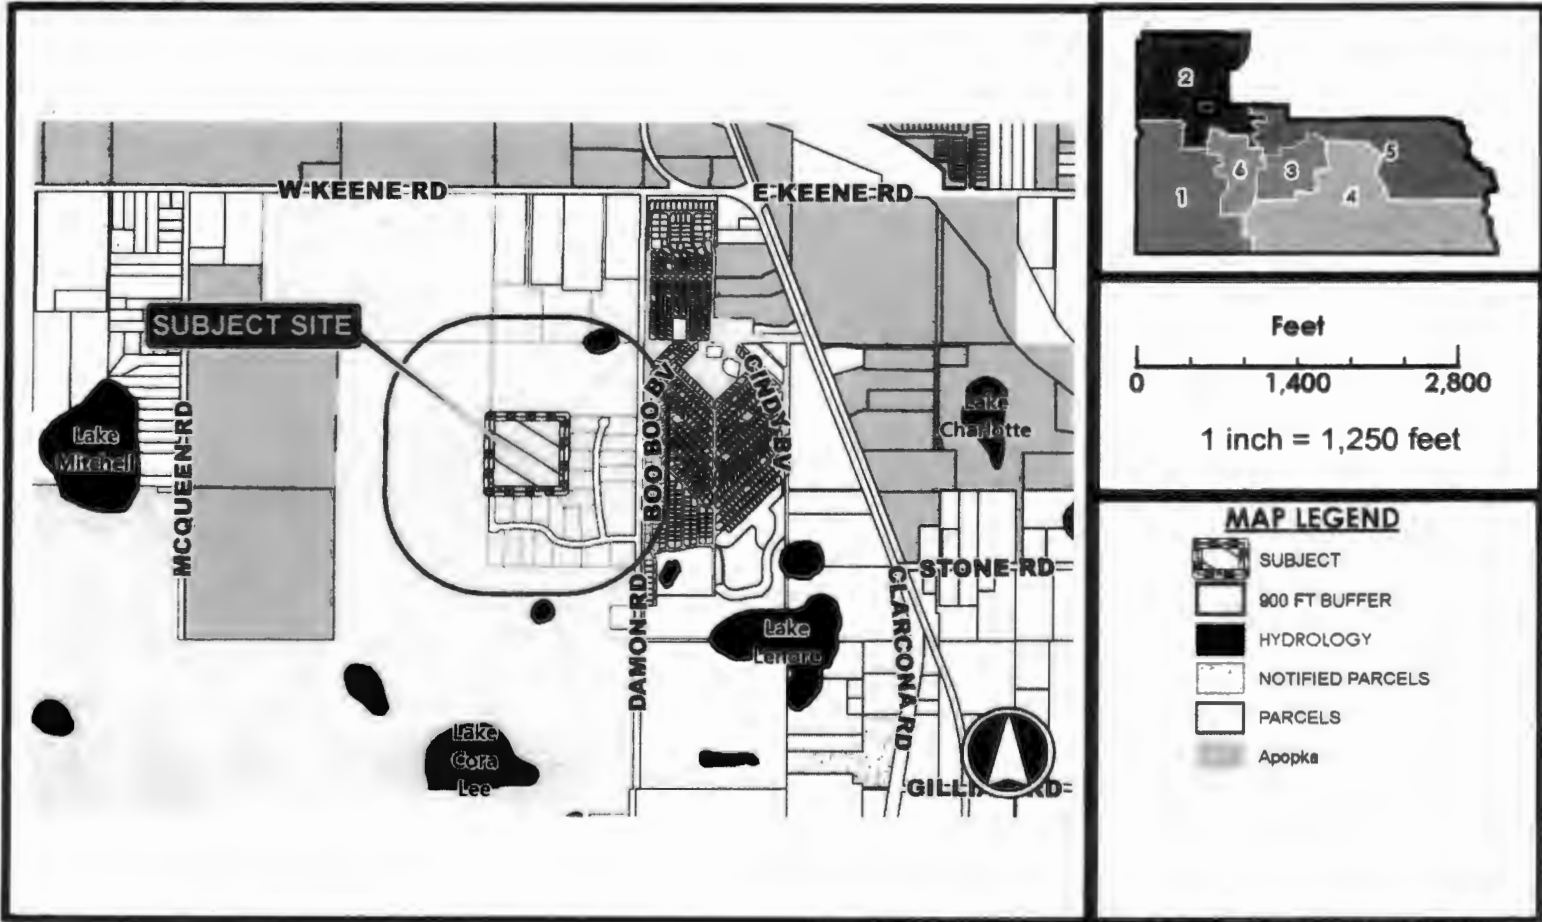 W KEENE RD
E KEENE RD
SUBJECT SITE
BOO BOO BV
CINDY BV
Lake
Mitchell
MCQUEEN RD
Lake
Charlotte
STONE RD
DAMON RD
Lake
Lenore
CLARCONA RD
Lake
Cora
Lee
RD
2
5
6
3
1
4
Feet
0
1,400
2,800
1 inch = 1,250 feet
MAP LEGEND
SUBJECT
900 FT BUFFER
HYDROLOGY
NOTIFIED PARCELS
PARCELS
Apopka